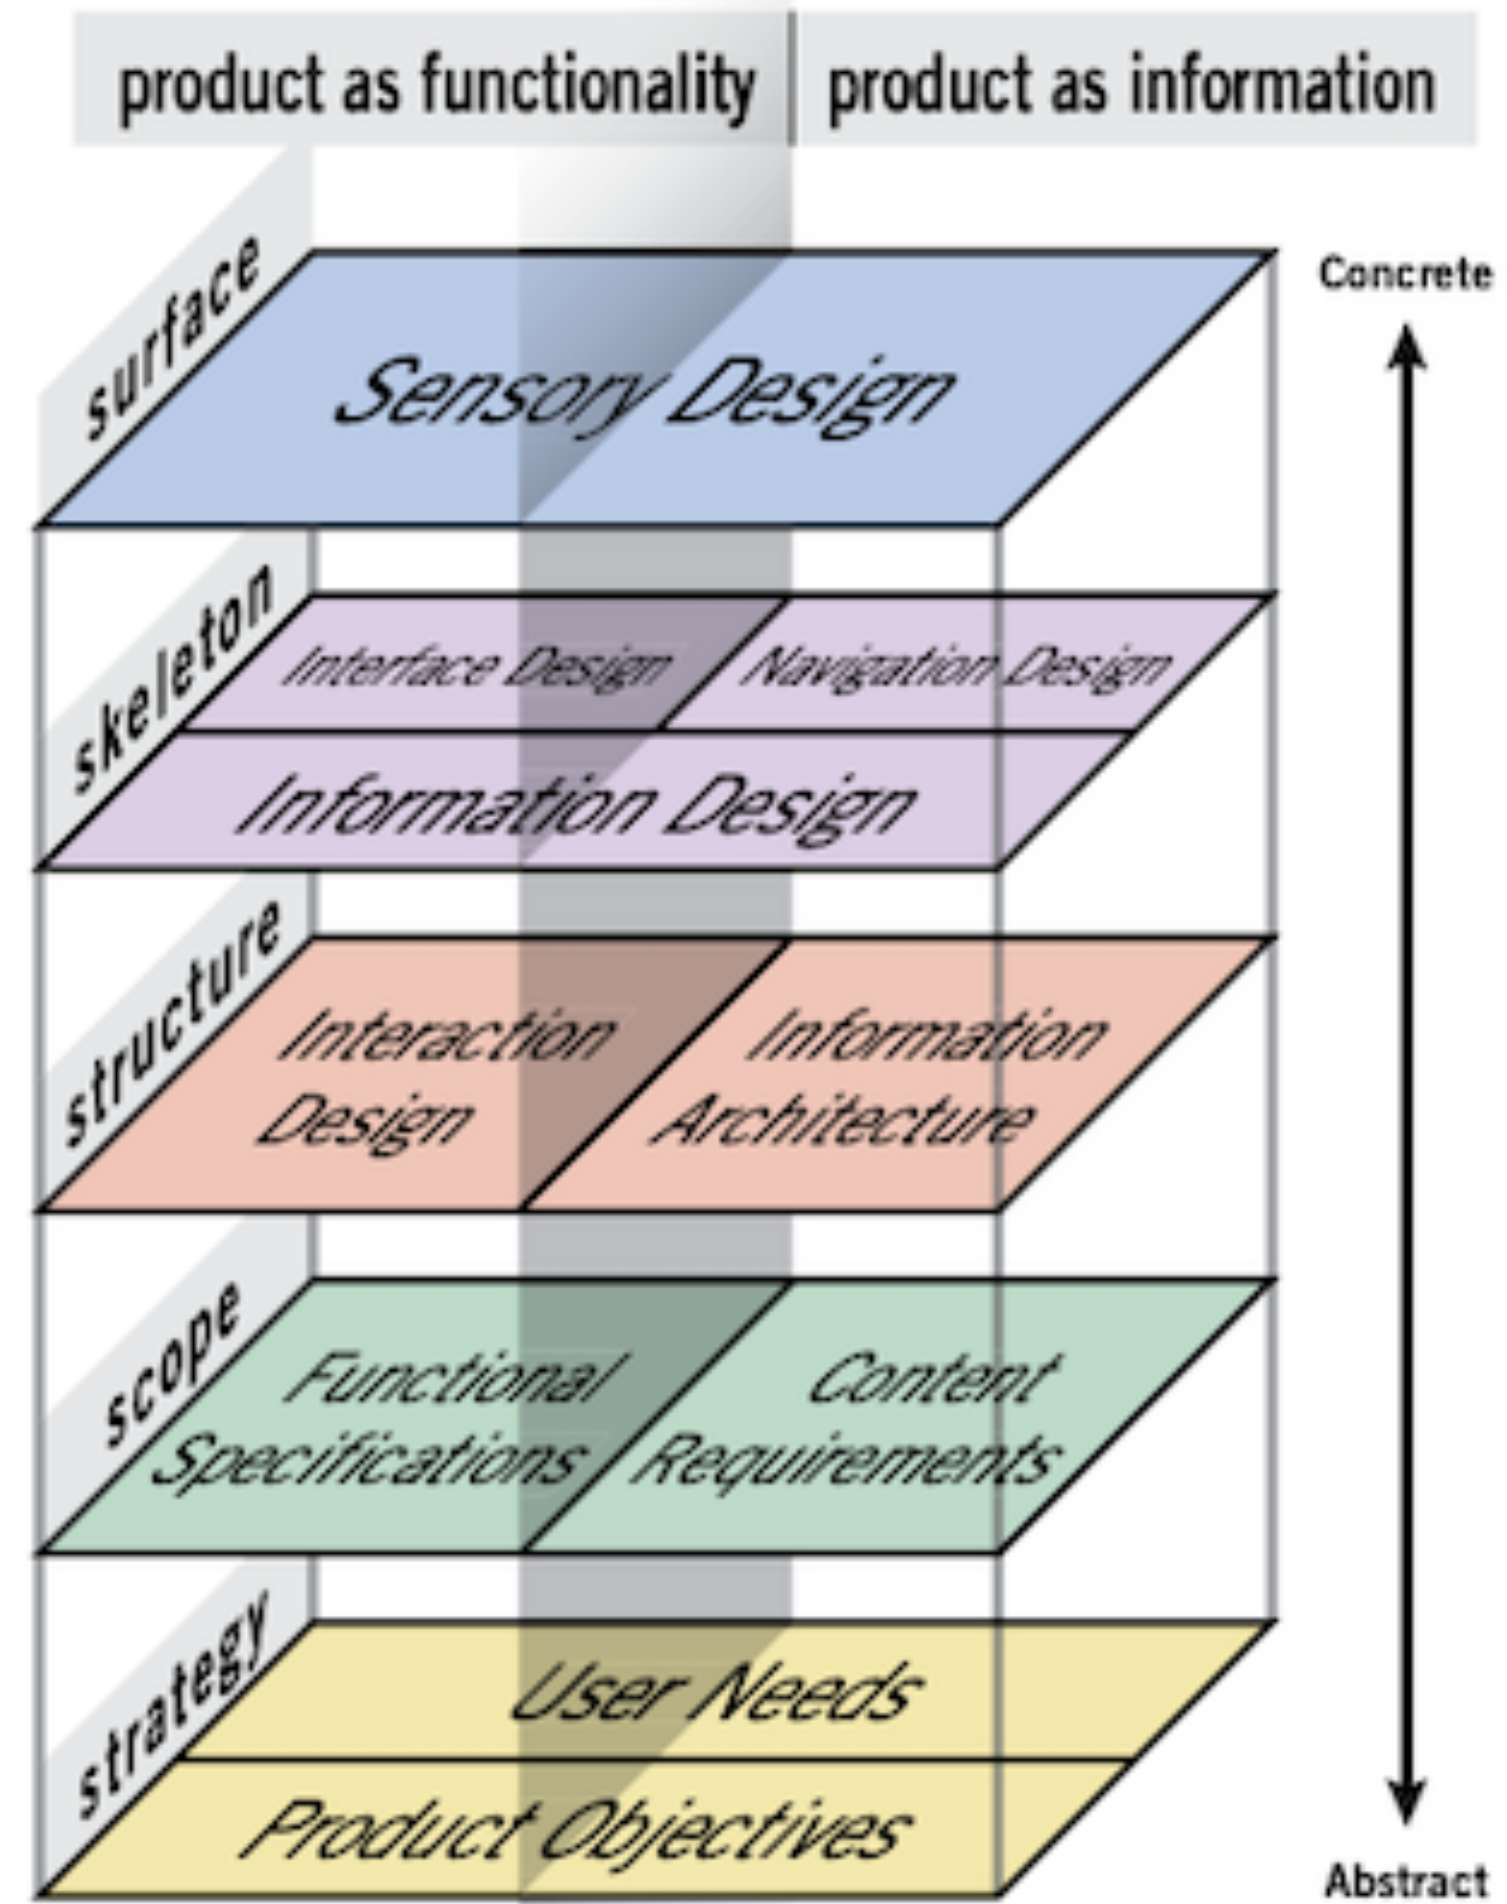 product as functionality
product as information
surface
Concrete
Sensory Design
skeleton
Interface Design
Navigation Design
Information Design
structure
Interaction
Design
Information
Architecture
scope
Functional
Specifications
Content
Requirements
strategy
User Needs
Product Objectives
Abstract